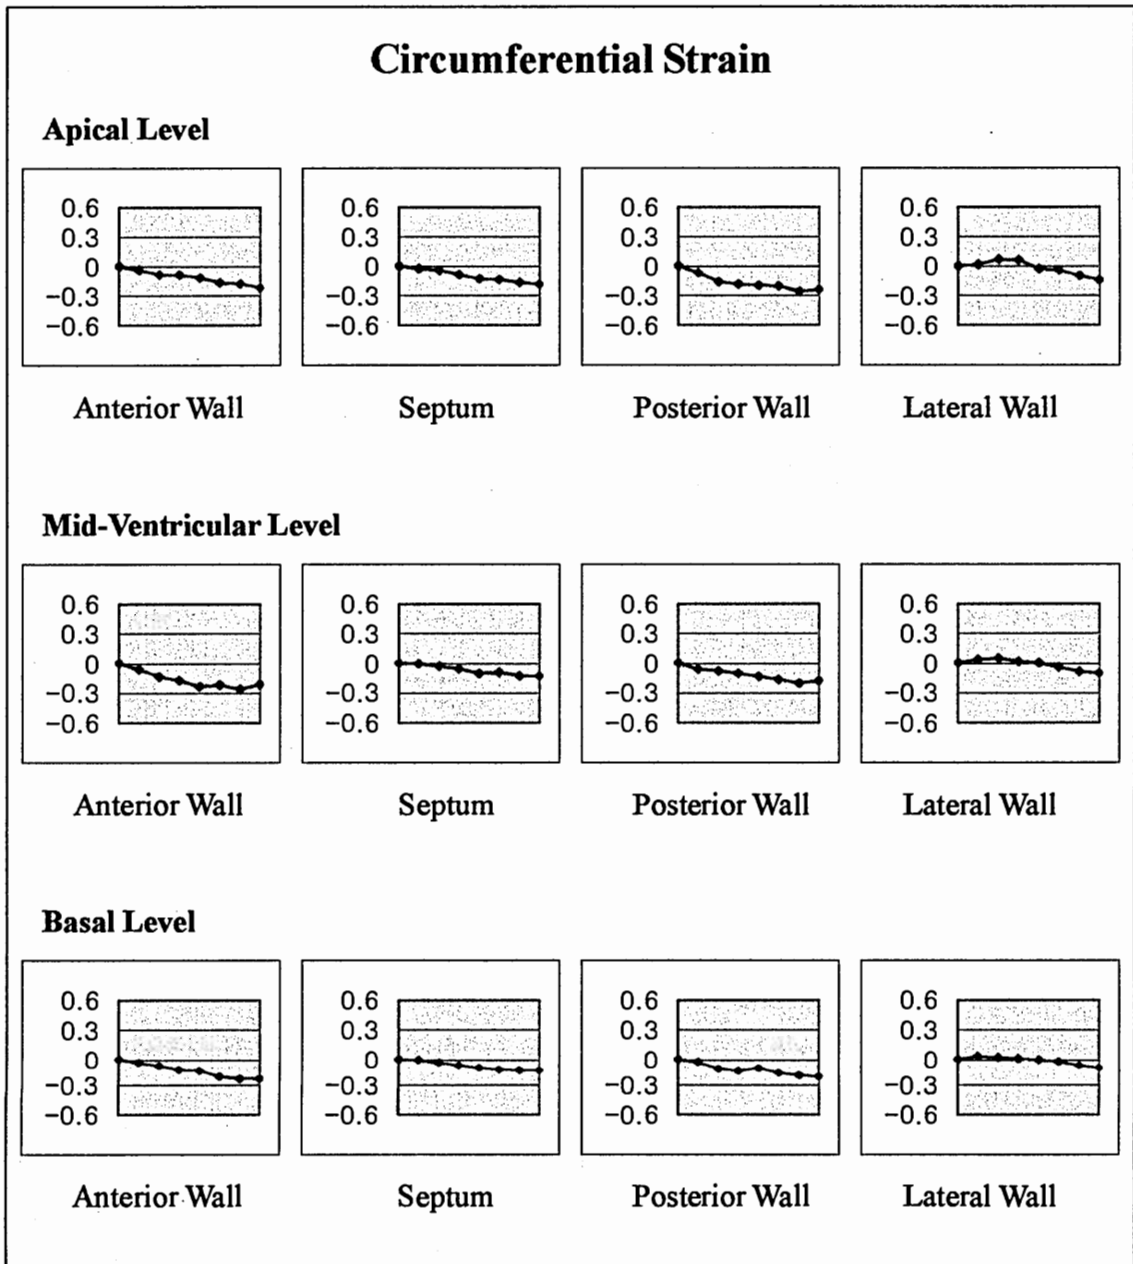 Circumferential Strain
Apical Level
0.6 0.6 0.6 0.6
0.3 0.3 0.3 0.3
0 0 0 0
−0.3 −0.3 −0.3 −0.3
−0.6 −0.6 −0.6 −0.6
Anterior Wall Septum Posterior Wall Lateral Wall
Mid-Ventricular Level
0.6 0.6 0.6 0.6
0.3 0.3 0.3 0.3
0 0 0 0
−0.3 −0.3 −0.3 −0.3
−0.6 −0.6 −0.6 −0.6
Anterior Wall Septum Posterior Wall Lateral Wall
Basal Level
0.6 0.6 0.6 0.6
0.3 0.3 0.3 0.3
0 0 0 0
−0.3 −0.3 −0.3 −0.3
−0.6 −0.6 −0.6 −0.6
Anterior Wall Septum Posterior Wall Lateral Wall